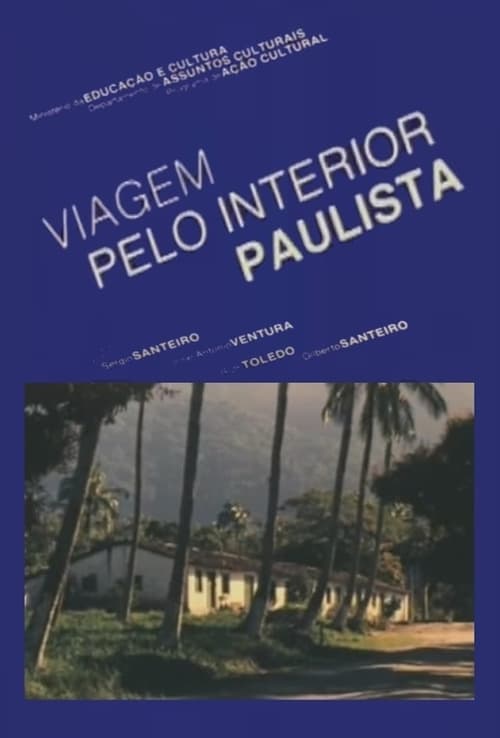 Ministério da EDUCAÇÃO E CULTURA
Departamento de ASSUNTOS CULTURAIS
Programa de AÇÃO CULTURAL
VIAGEM
PELO INTERIOR
PAULISTA
Sergio SANTEIRO
Antonio VENTURA
TOLEDO
Gilberto SANTEIRO